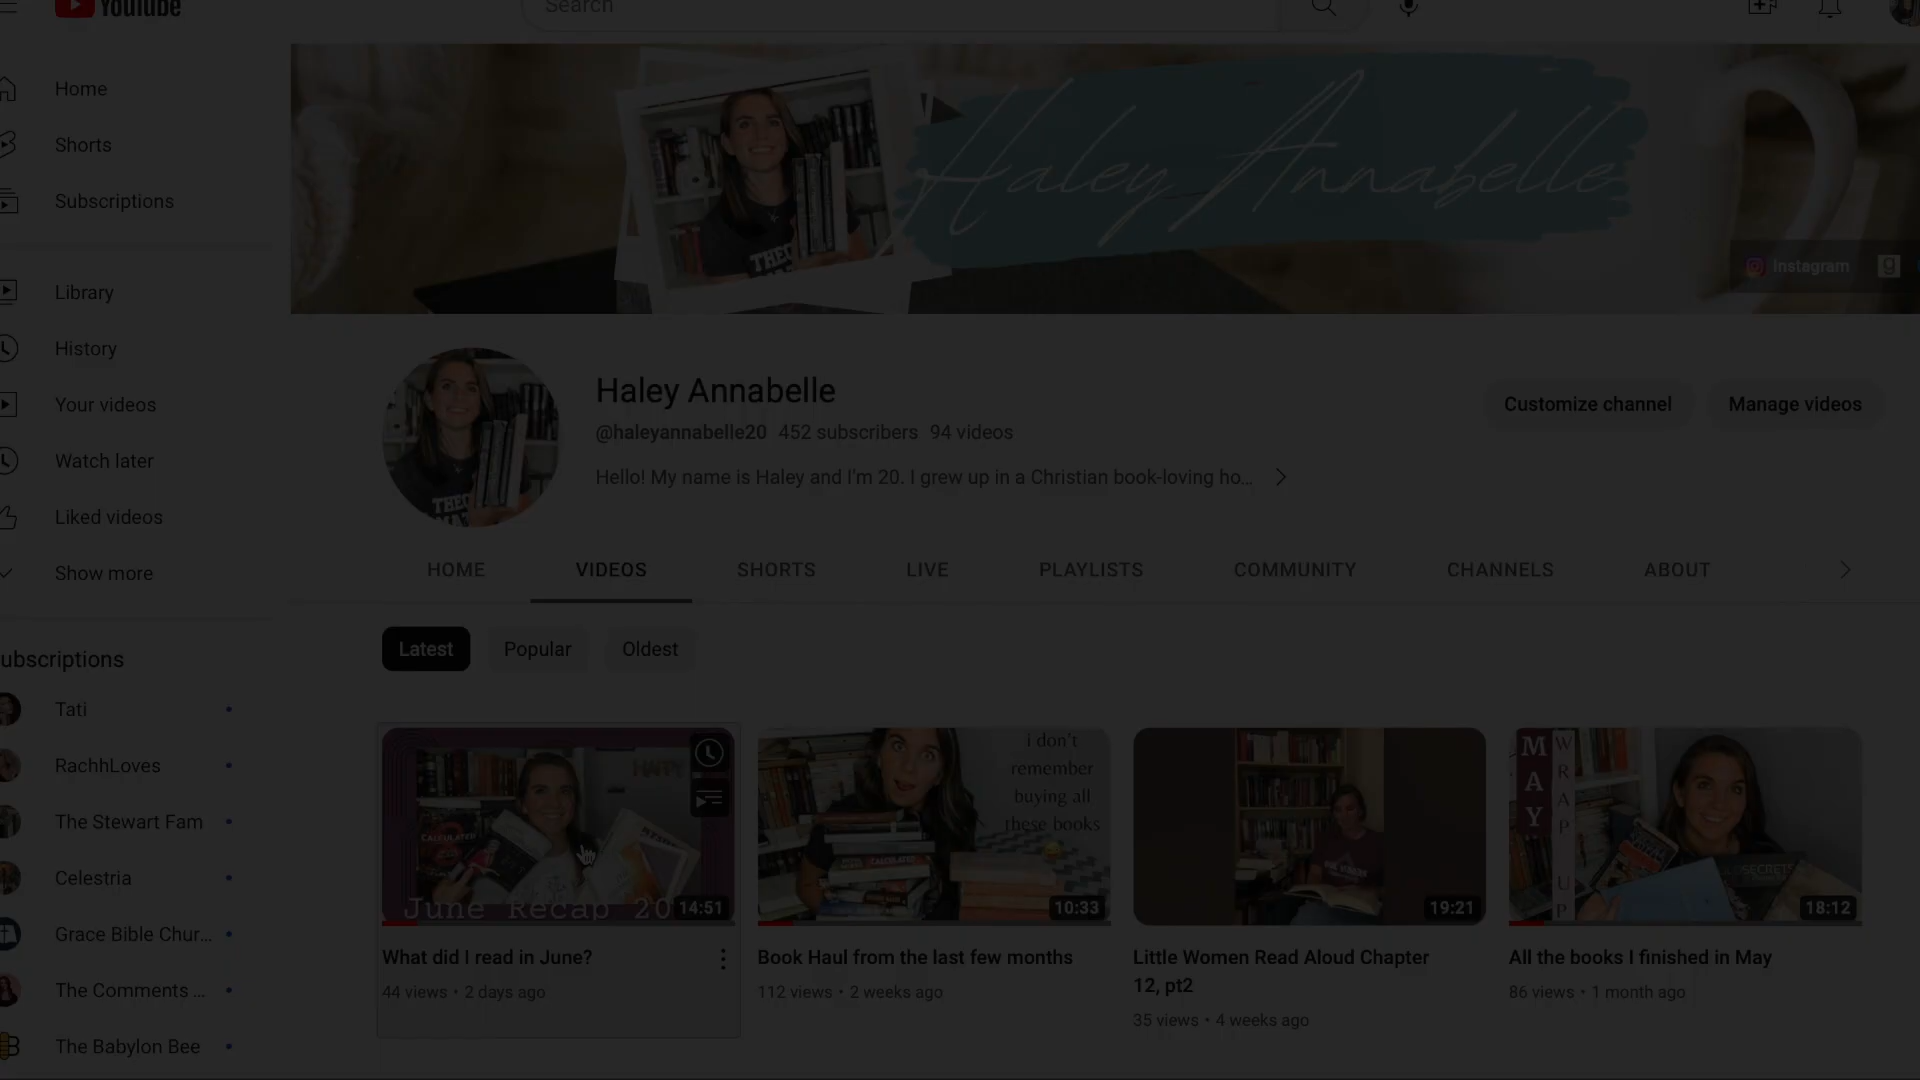 YouTube
Search
Home
Shorts
Subscriptions
Library
History
Your videos
Watch later
Liked videos
Show more
ubscriptions
Tati
RachhLoves
The Stewart Fam
Celestria
Grace Bible Chur...
The Comments ...
The Babylon Bee
Haley Annabelle
Instagram
Haley Annabelle
@haleyannabelle20 452 subscribers 94 videos
Hello! My name is Haley and I'm 20. I grew up in a Christian book-loving ho...
Customize channel
Manage videos
HOME VIDEOS SHORTS LIVE PLAYLISTS COMMUNITY CHANNELS ABOUT
Latest Popular Oldest
CALCULATED
June Recap 20
14:51
What did I read in June?
44 views • 2 days ago
i don't
remember
buying all
these books
CALCULATED
10:33
Book Haul from the last few months
112 views • 2 weeks ago
19:21
Little Women Read Aloud Chapter
12, pt2
35 views • 4 weeks ago
MAY
WRAP UP
18:12
All the books I finished in May
86 views • 1 month ago